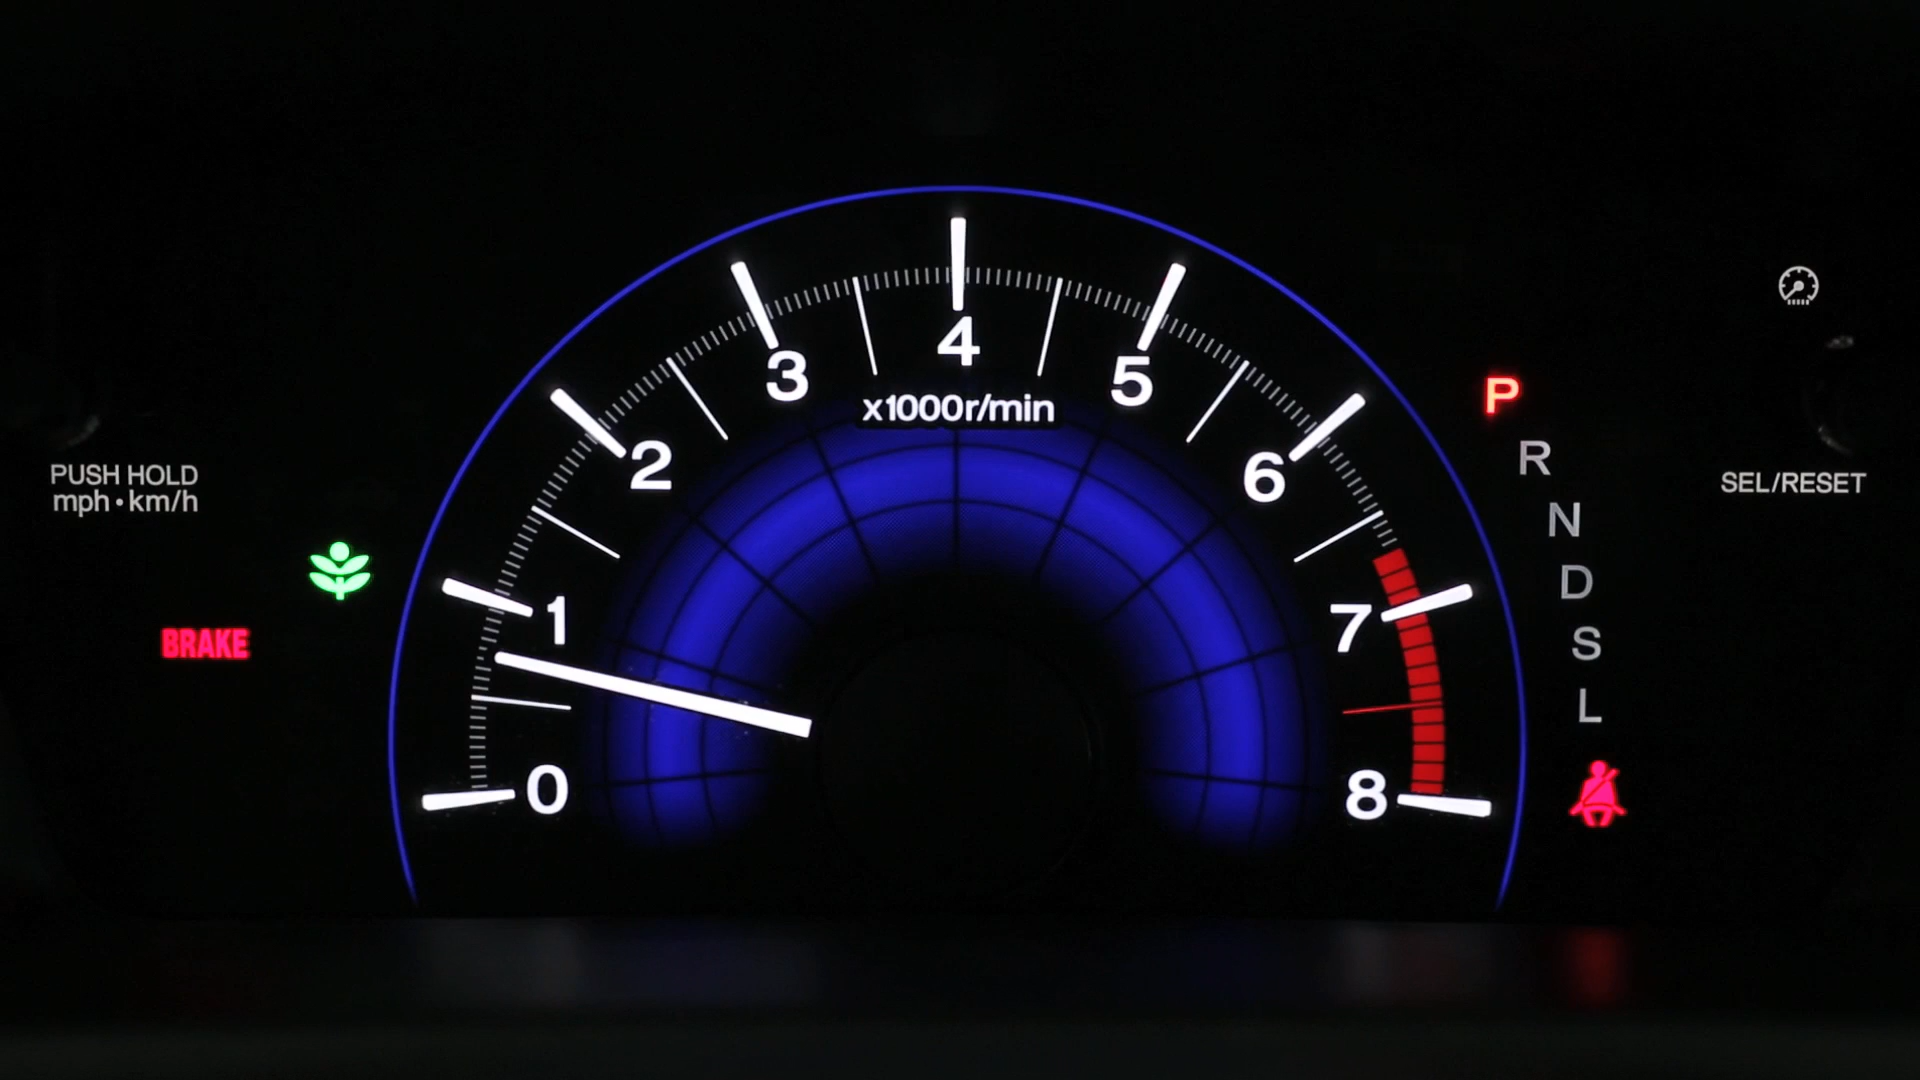 4
3
5
x1000r/min
P
2
R
6
PUSH HOLD
mph•km/h
SEL/RESET
N
D
1
7
BRAKE
S
L
0
8